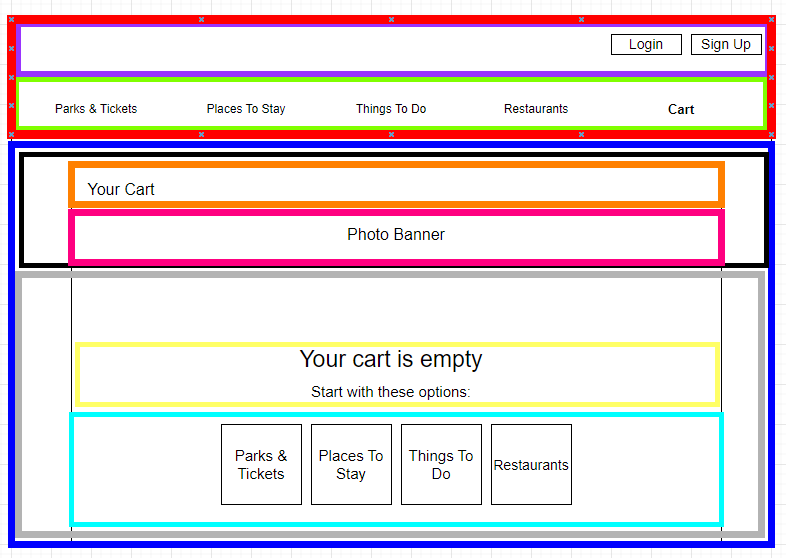 Login Sign Up
Parks & Tickets Places To Stay Things To Do Restaurants Cart
Your Cart
Photo Banner
Your cart is empty
Start with these options:
Parks &
Tickets
Places To
Stay
Things To
Do
Restaurants